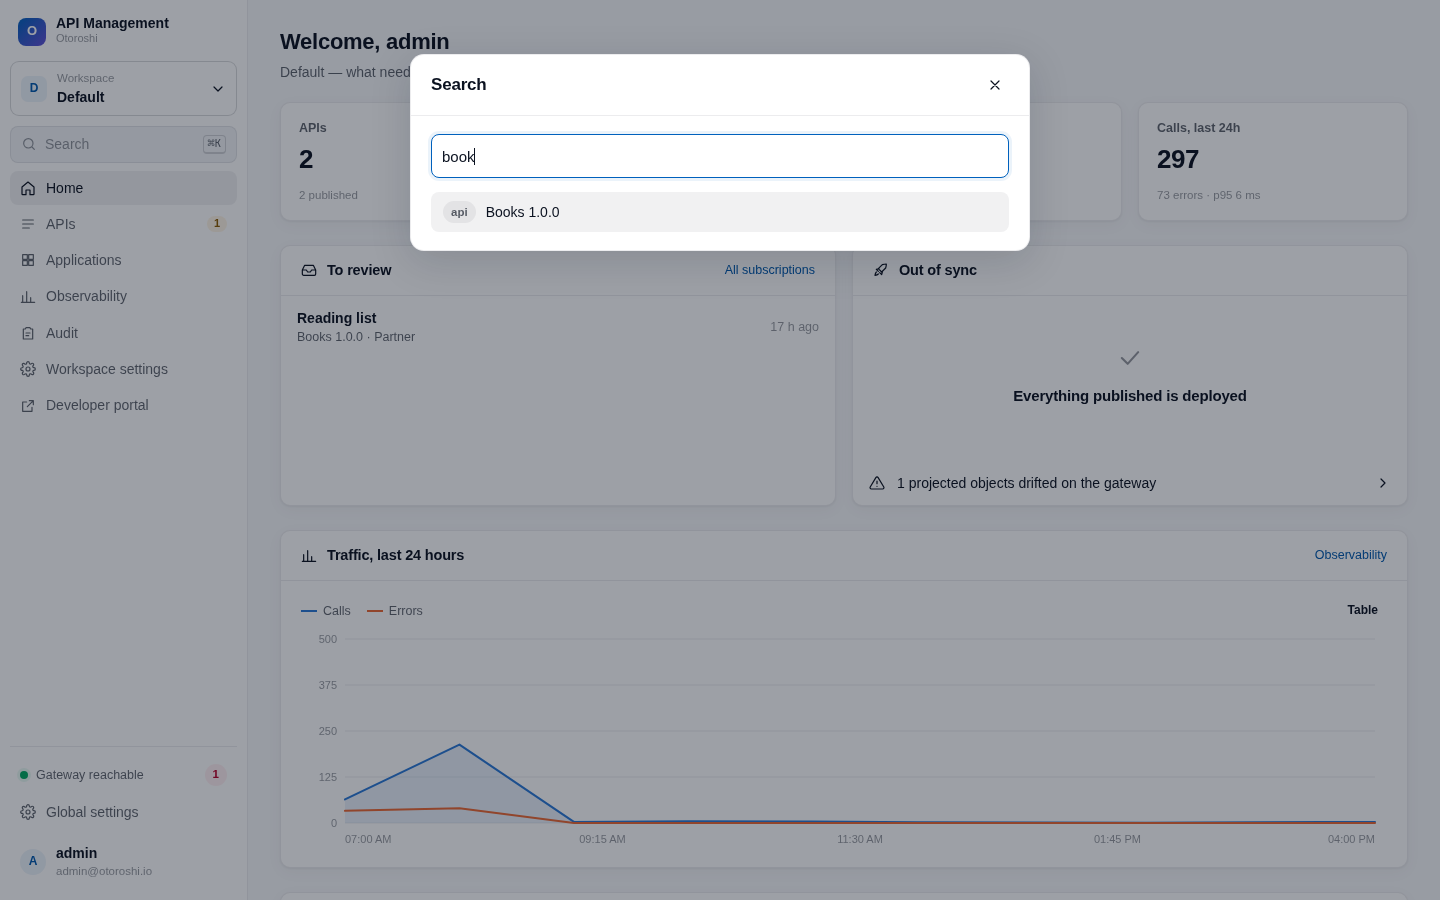 API Management
Otoroshi
Workspace
D
Default
Search
⌘K
Home
APIs
1
Applications
Observability
Audit
Workspace settings
Developer portal
Gateway reachable
1
Global settings
A
admin
admin@otoroshi.io
O
Welcome, admin
Default — what need
Search
book
api
Books 1.0.0
APIs
2
2 published
Calls, last 24h
297
73 errors · p95 6 ms
To review
All subscriptions
Reading list
Books 1.0.0 · Partner
17 h ago
Out of sync
Everything published is deployed
1 projected objects drifted on the gateway
Traffic, last 24 hours
Observability
Calls
Errors
Table
500
375
250
125
0
07:00 AM
09:15 AM
11:30 AM
01:45 PM
04:00 PM